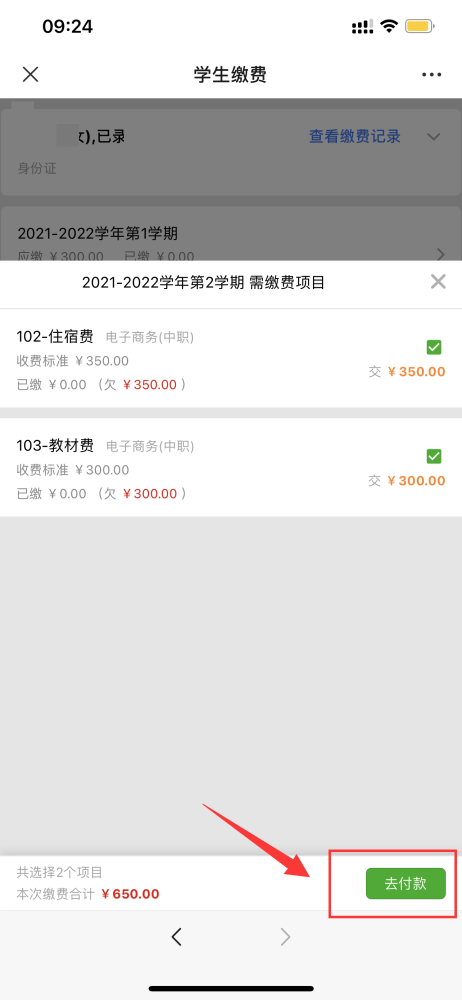 09:24
学生缴费
),已录
查看缴费记录
身份证
2021-2022学年第1学期
应缴 ¥300.00 已缴 ¥0.00
2021-2022学年第2学期 需缴费项目
102-住宿费 电子商务(中职)
收费标准 ¥350.00
交 ¥350.00
已缴 ¥0.00 （欠 ¥350.00 ）
103-教材费 电子商务(中职)
收费标准 ¥300.00
交 ¥300.00
已缴 ¥0.00 （欠 ¥300.00 ）
共选择2个项目
本次缴费合计 ¥650.00
去付款